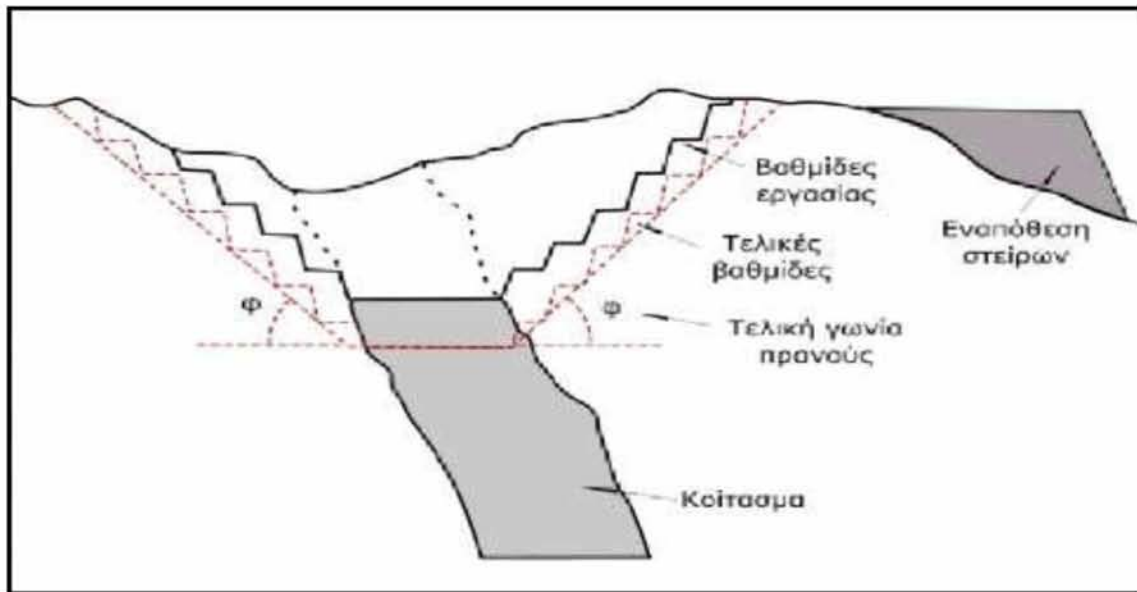 Βαθμίδες
εργασίας
Εναπόθεση
στείρων
Τελικές
βαθμίδες
φ
φ
Τελική γωνία
πρανούς
Κοίτασμα